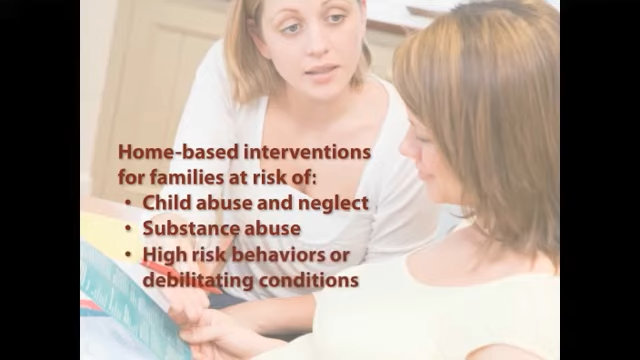 Home-based interventions
for families at risk of:
• Child abuse and neglect
• Substance abuse
• High risk behaviors or
debilitating conditions